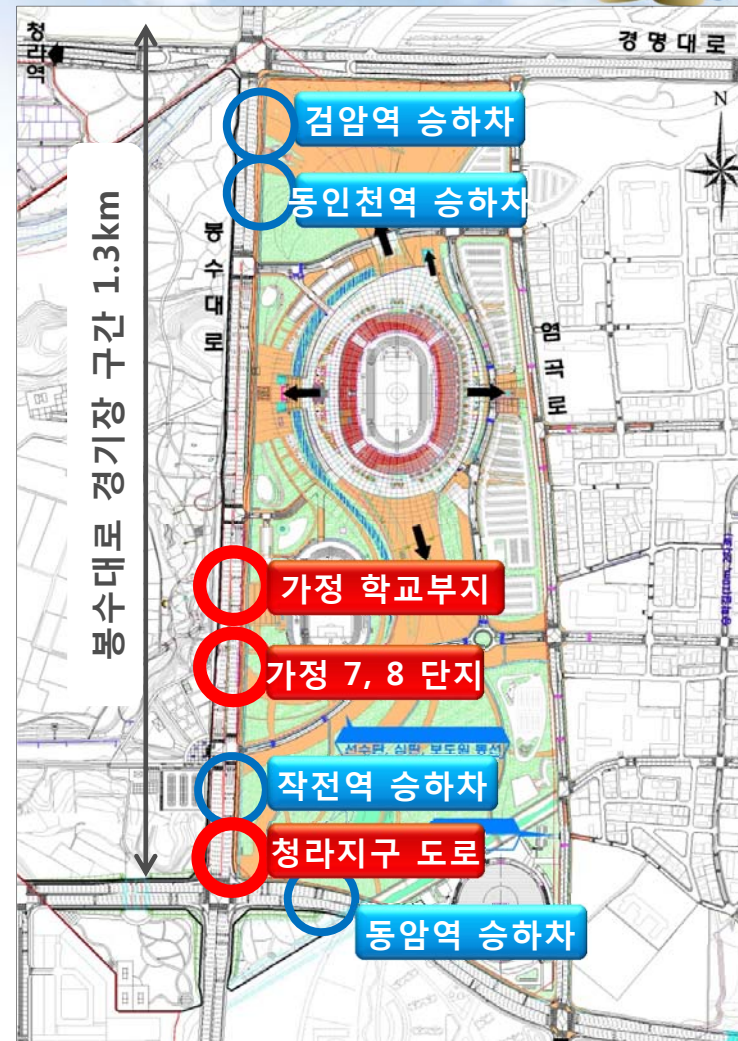 청라역
경명대로
N
검암역 승하차
동인천역 승하차
봉수대로
염곡로
봉수대로 경기장 구간 1.3km
가정 학교부지
가정 7, 8 단지
선수단, 심판, 보도원 동선
작전역 승하차
청라지구 도로
동암역 승하차